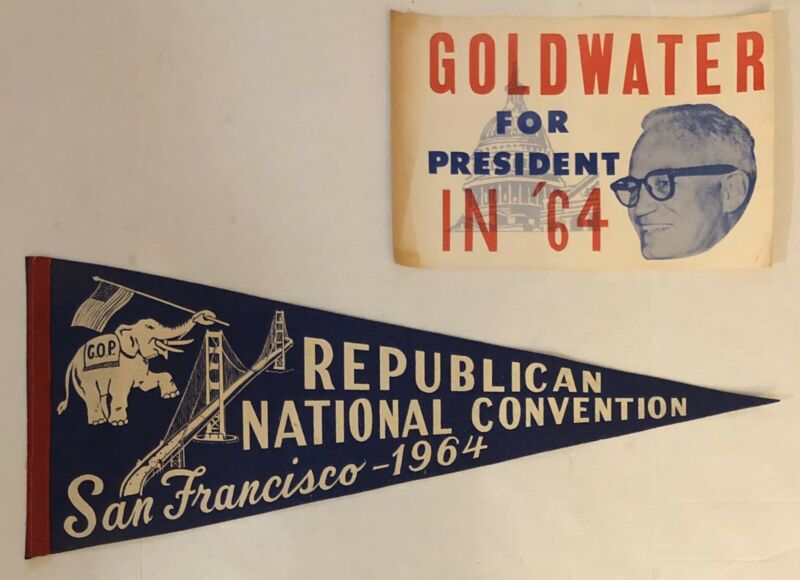 GOLDWATER
FOR
PRESIDENT
IN '64
G.O.P.
REPUBLICAN
NATIONAL CONVENTION
San Francisco - 1964